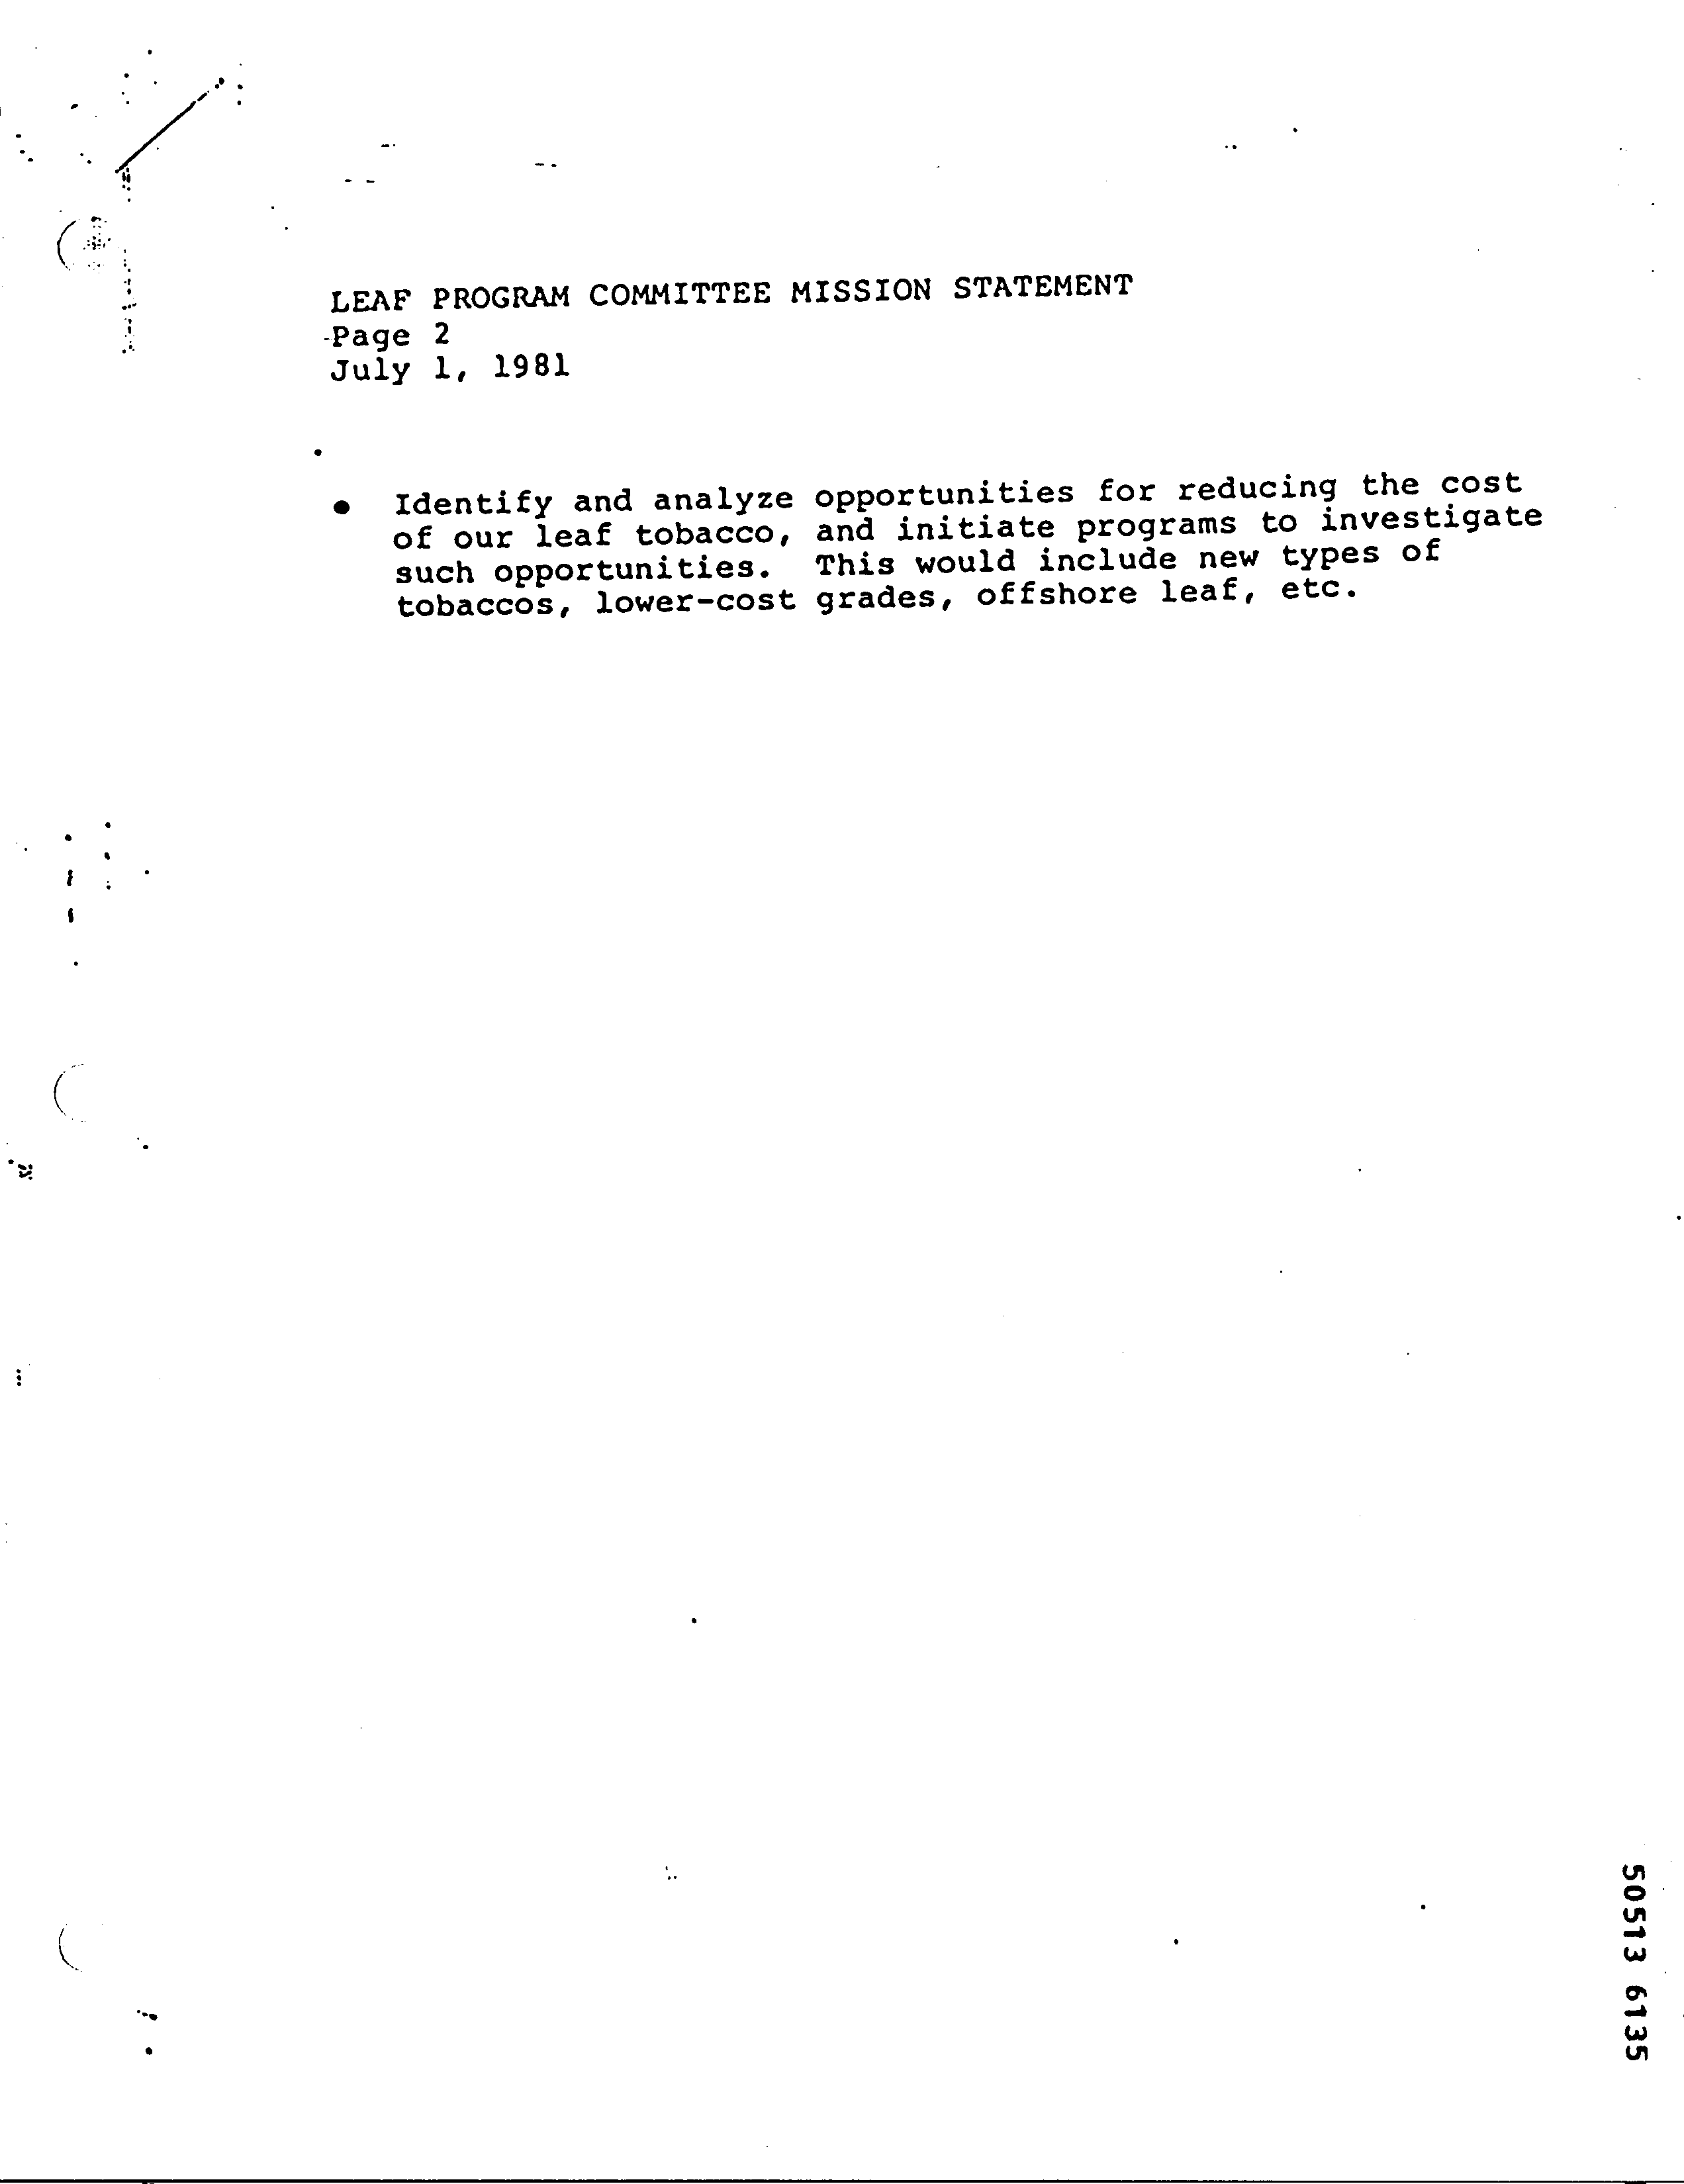 LEAF PROGRAM COMMITTEE MISSION STATEMENT
Page 2
July 1, 1981
● Identify and analyze opportunities for reducing the cost
of our leaf tobacco, and initiate programs to investigate
such opportunities. This would include new types of
tobaccos, lower-cost grades, offshore leaf, etc.
50513 6135